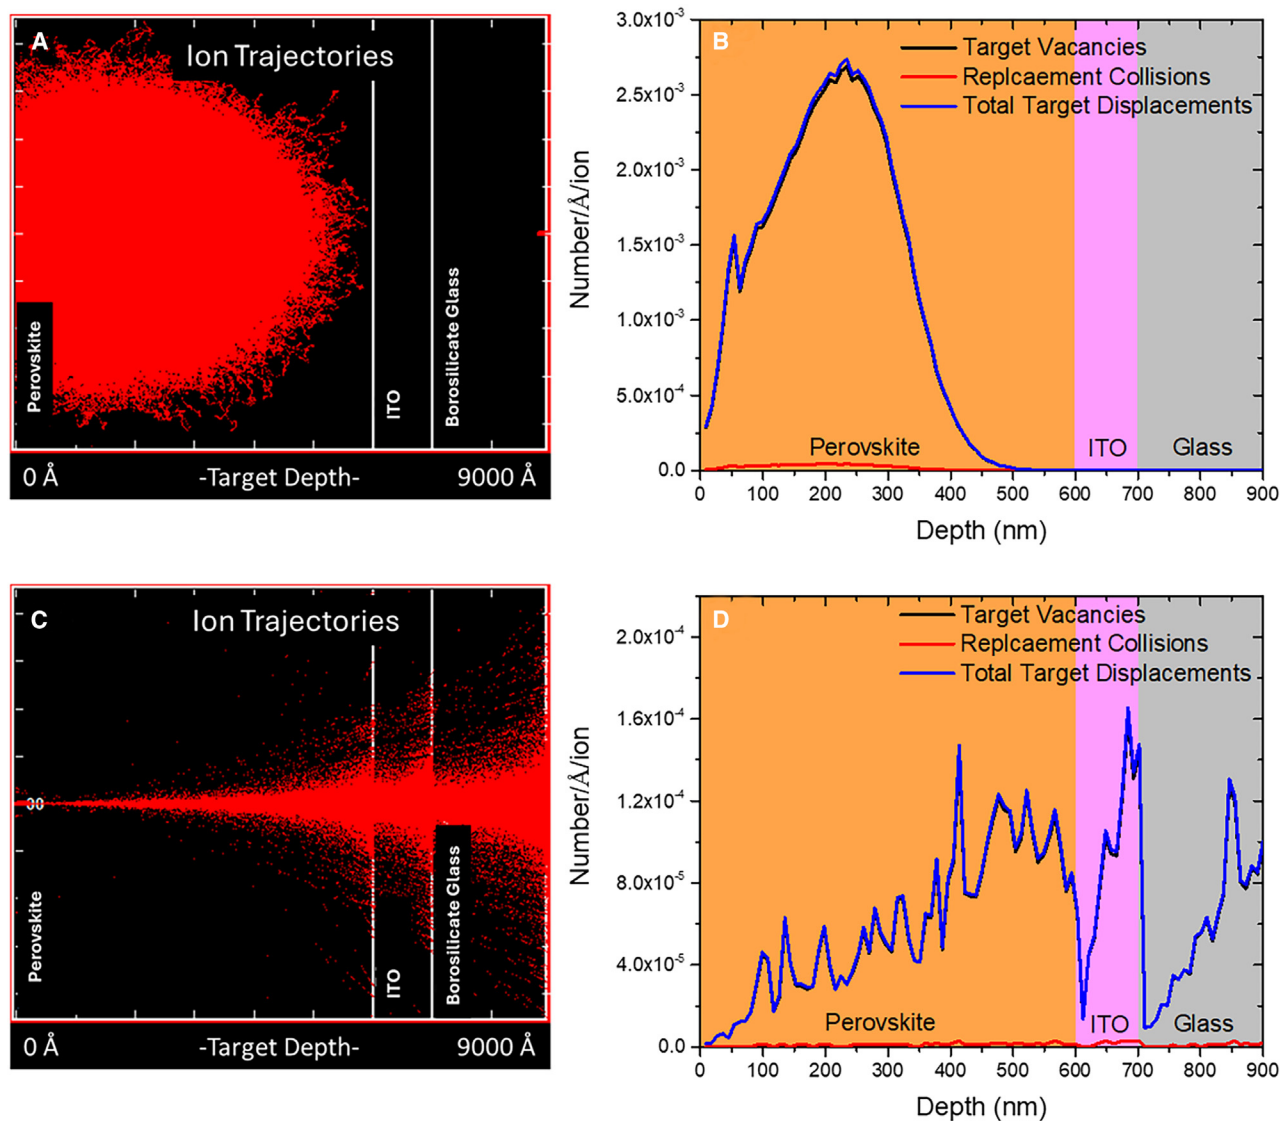 A
Ion Trajectories
Perovskite
ITO
Borosilicate Glass
0 Å -Target Depth- 9000 Å
B
Target Vacancies
Replcaement Collisions
Total Target Displacements
Number/Å/ion
3.0x10⁻³
2.5x10⁻³
2.0x10⁻³
1.5x10⁻³
1.0x10⁻³
5.0x10⁻⁴
0.0
Perovskite ITO Glass
0 100 200 300 400 500 600 700 800 900
Depth (nm)
C
Ion Trajectories
Perovskite
ITO
Borosilicate Glass
0 Å -Target Depth- 9000 Å
D
Target Vacancies
Replcaement Collisions
Total Target Displacements
Number/Å/ion
2.0x10⁻⁴
1.6x10⁻⁴
1.2x10⁻⁴
8.0x10⁻⁵
4.0x10⁻⁵
0.0
Perovskite ITO Glass
0 100 200 300 400 500 600 700 800 900
Depth (nm)